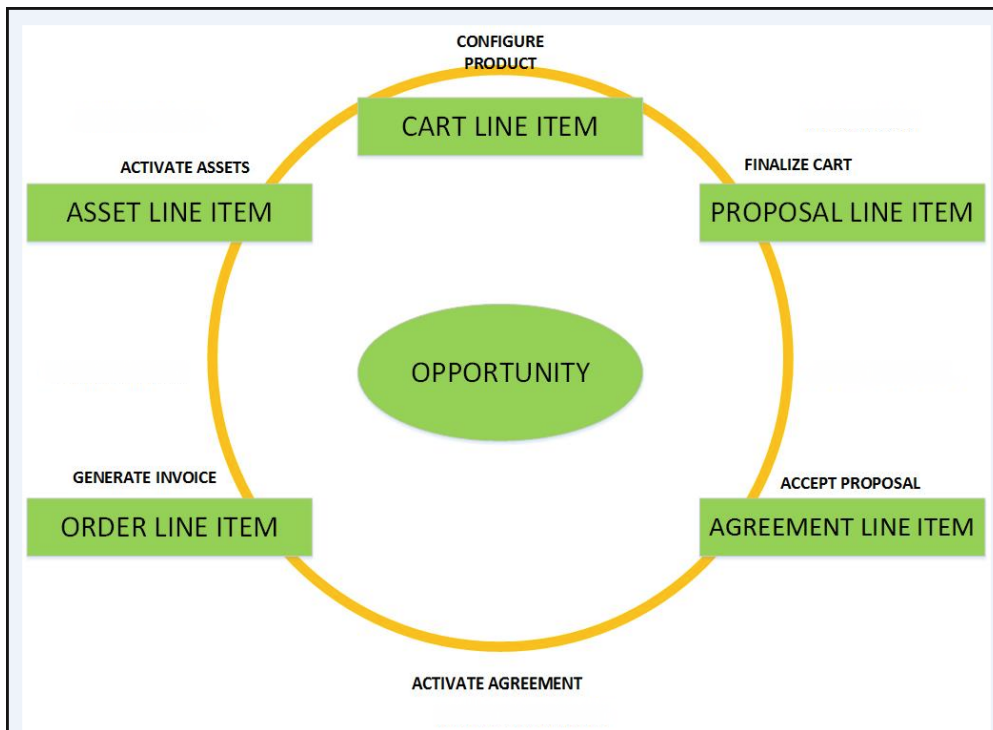 CONFIGURE
PRODUCT
CART LINE ITEM
ACTIVATE ASSETS
FINALIZE CART
ASSET LINE ITEM
PROPOSAL LINE ITEM
OPPORTUNITY
GENERATE INVOICE
ACCEPT PROPOSAL
ORDER LINE ITEM
AGREEMENT LINE ITEM
ACTIVATE AGREEMENT